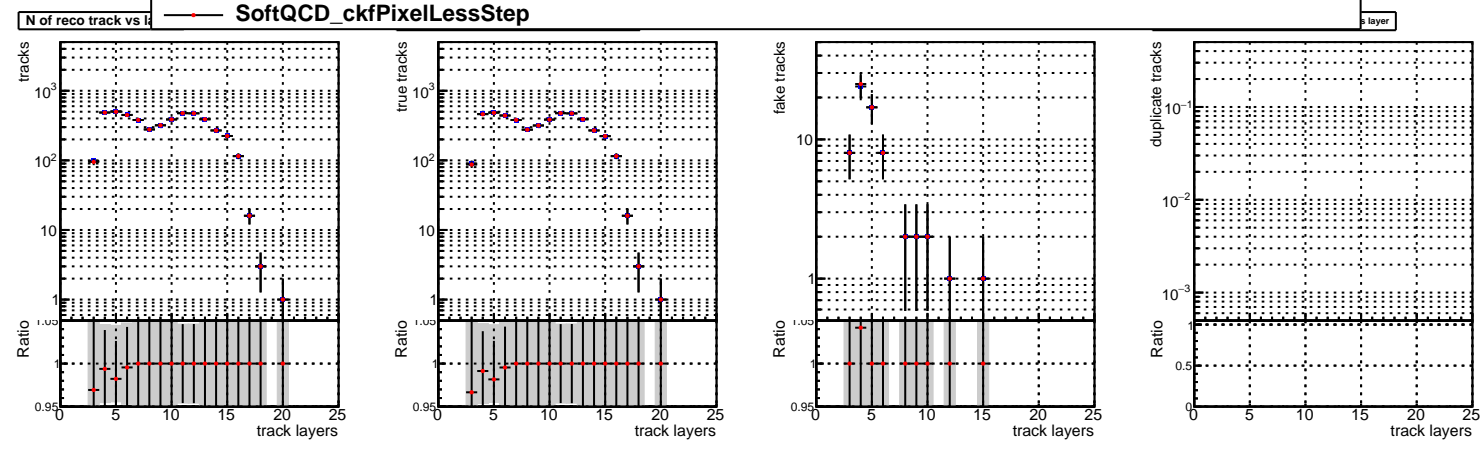 SoftQCD_ckfPixelLessStep
N of reco track vs la
s layer
tracks
10³
10²
10
1
Ratio
1.05
1
0.95
0 5 10 15 20 25
track layers
true tracks
10³
10²
10
1
Ratio
1.05
1
0.95
0 5 10 15 20 25
track layers
fake tracks
10
1
Ratio
1.05
1
0.95
0 5 10 15 20 25
track layers
duplicate tracks
10⁻¹
10⁻²
10⁻³
Ratio
1
0.5
0
0 5 10 15 20 25
track layers